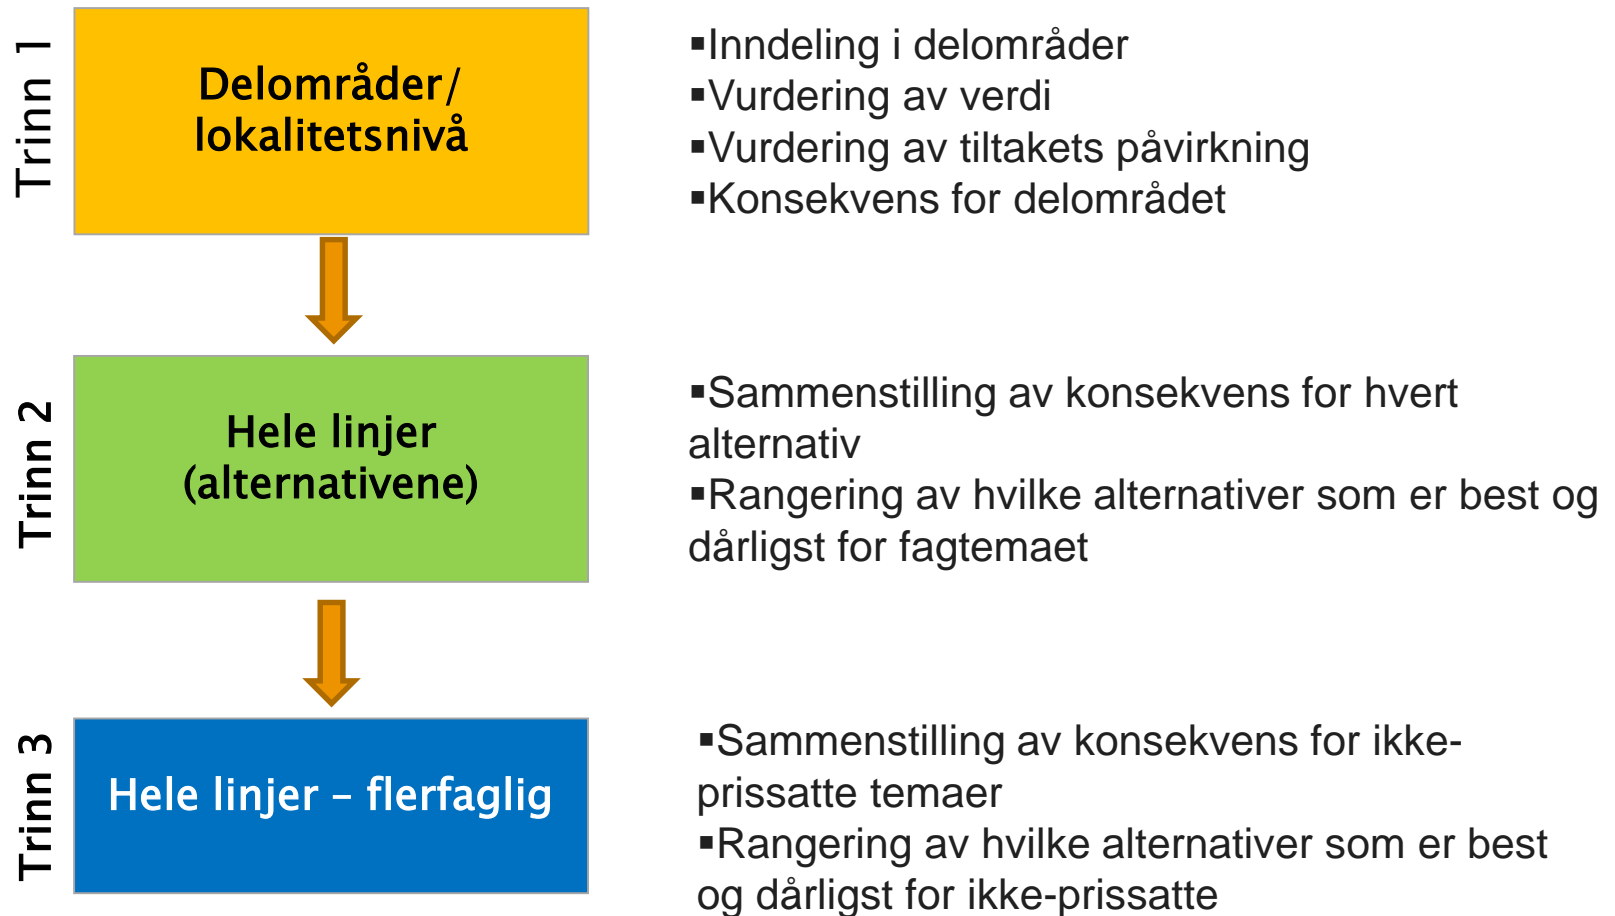 Trinn 1
Delområder/
lokalitetsnivå
▪Inndeling i delområder
▪Vurdering av verdi
▪Vurdering av tiltakets påvirkning
▪Konsekvens for delområdet
Trinn 2
Hele linjer
(alternativene)
▪Sammenstilling av konsekvens for hvert
alternativ
▪Rangering av hvilke alternativer som er best og
dårligst for fagtemaet
Trinn 3
Hele linjer – flerfaglig
▪Sammenstilling av konsekvens for ikke-
prissatte temaer
▪Rangering av hvilke alternativer som er best
og dårligst for ikke-prissatte